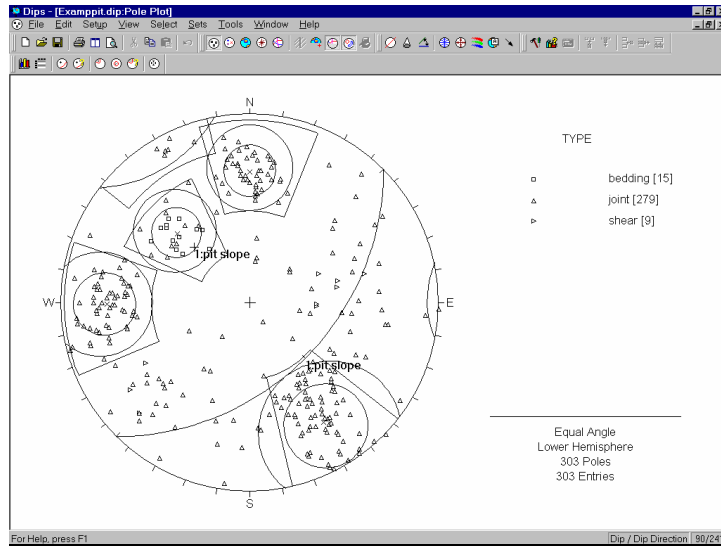 Dips - [Examppit.dip:Pole Plot]
File Edit Setup View Select Sets Tools Window Help
N
TYPE
bedding [15]
joint [279]
shear [9]
1:pit slope
W
E
1:pit slope
Equal Angle
Lower Hemisphere
303 Poles
303 Entries
S
For Help, press F1
Dip / Dip Direction 90/24